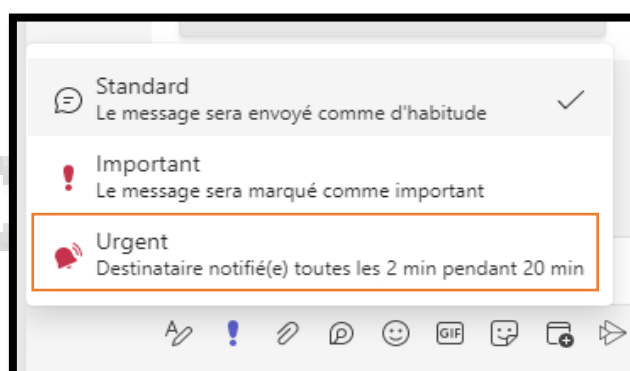 Standard
Le message sera envoyé comme d'habitude
Important
Le message sera marqué comme important
Urgent
Destinataire notifié(e) toutes les 2 min pendant 20 min
GIF